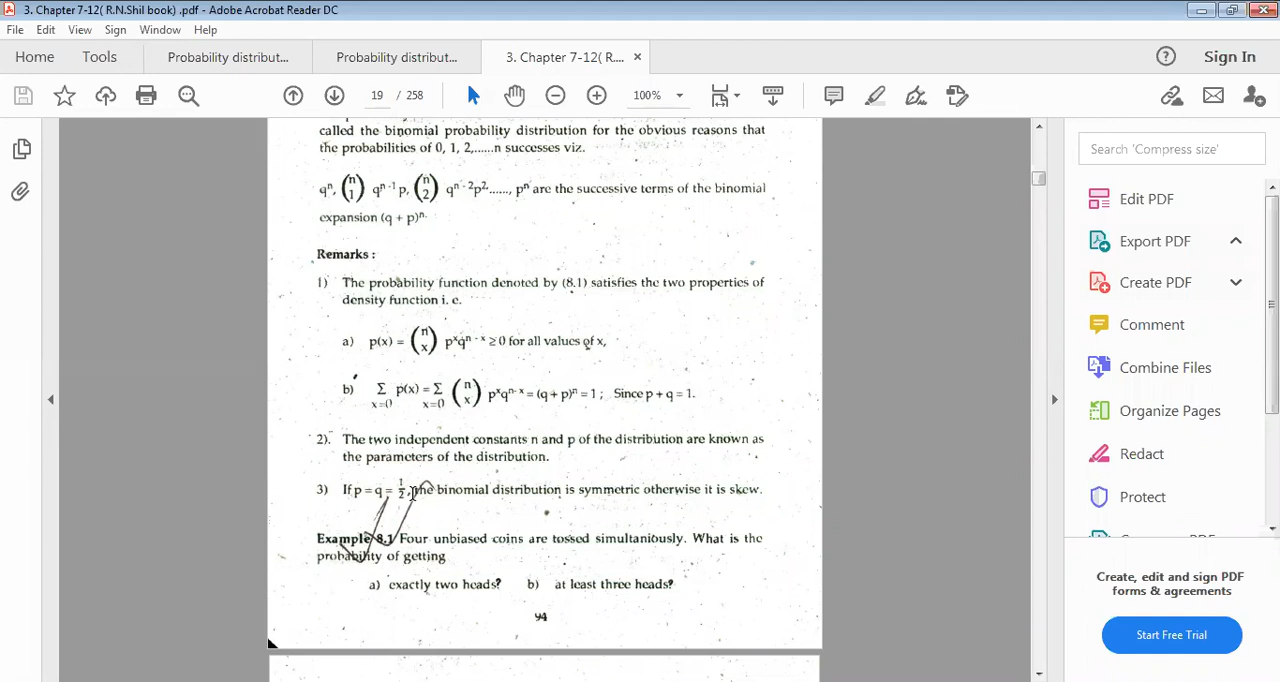 3. Chapter 7-12( R.N.Shil book) .pdf - Adobe Acrobat Reader DC
File Edit View Sign Window Help
Home Tools Probability distribut... Probability distribut... 3. Chapter 7-12( R.... × Sign In
19 / 258 100%
called the binomial probability distribution for the obvious reasons that
the probabilities of 0, 1, 2,......n successes viz.
qⁿ, (n 1) qⁿ⁻¹ p, (n 2) qⁿ⁻²p²......, pⁿ are the successive terms of the binomial
expansion (q + p)ⁿ.
Remarks :
1) The probability function denoted by (8.1) satisfies the two properties of
density function i. e.
a) p(x) = (n x) pˣqⁿ⁻ˣ ≥ 0 for all values of x,
b) Σ x=0 p(x) = Σ x=0 (n x) pˣqⁿ⁻ˣ = (q + p)ⁿ = 1 ; Since p + q = 1.
2). The two independent constants n and p of the distribution are known as
the parameters of the distribution.
3) If p = q = 1/2, the binomial distribution is symmetric otherwise it is skew.
Example 8.1 Four unbiased coins are tossed simultaniously. What is the
probability of getting
a) exactly two heads? b) at least three heads?
94
Search 'Compress size'
Edit PDF
Export PDF
Create PDF
Comment
Combine Files
Organize Pages
Redact
Protect
Create, edit and sign PDF
forms & agreements
Start Free Trial